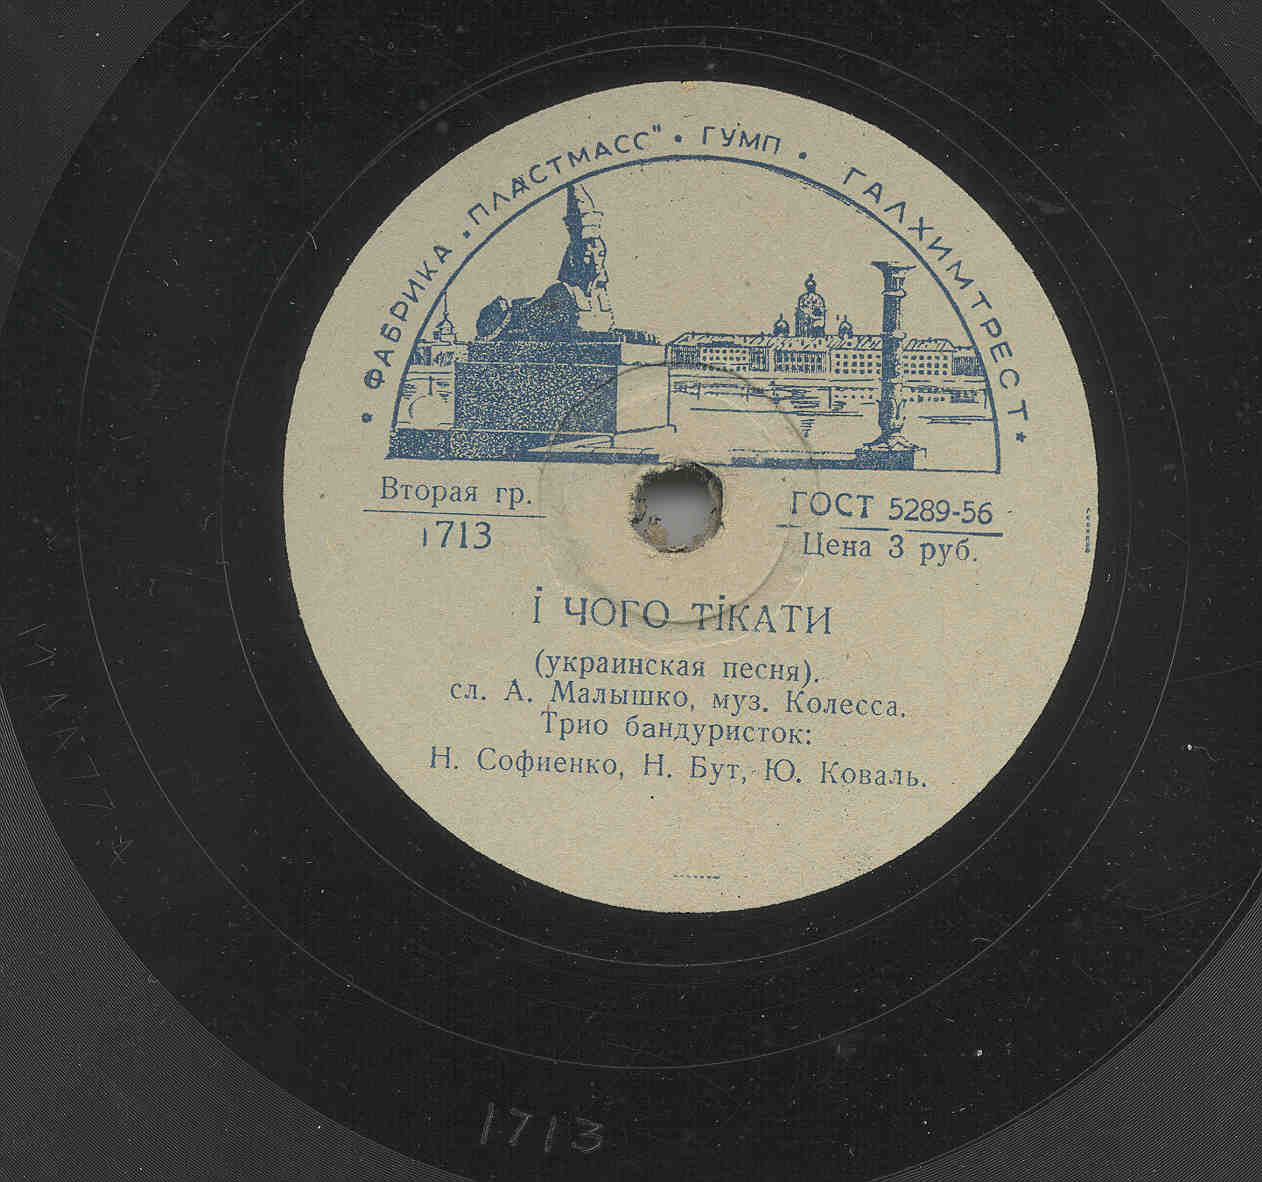 • ФАБРИКА „ПЛАСТМАСС" • ГУМП • ГАЛХИМТРЕСТ •
Вторая гр.
1713
ГОСТ 5289-56
Цена 3 руб.
І ЧОГО ТІКАТИ
(украинская песня).
сл. А. Малышко, муз. Колесса.
Трио бандуристок:
Н. Софиенко, Н. Бут, Ю. Коваль.
1713